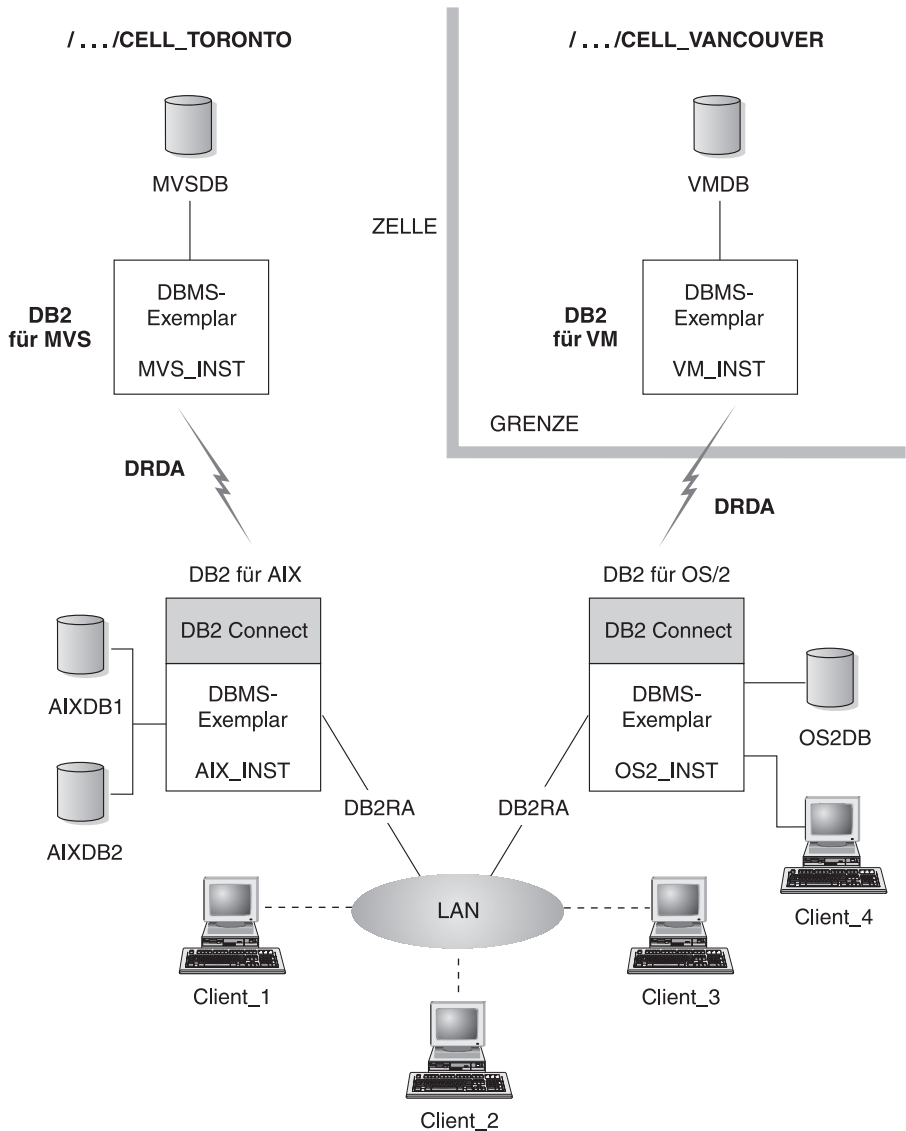 / . . . /CELL_TORONTO
/ . . . /CELL_VANCOUVER
MVSDB
VMDB
ZELLE
DB2
für MVS
DBMS-
Exemplar
MVS_INST
DB2
für VM
DBMS-
Exemplar
VM_INST
GRENZE
DRDA
DRDA
DB2 für AIX
DB2 für OS/2
DB2 Connect
DB2 Connect
AIXDB1
DBMS-
Exemplar
AIX_INST
DBMS-
Exemplar
OS2_INST
OS2DB
AIXDB2
DB2RA
DB2RA
LAN
Client_4
Client_1
Client_3
Client_2